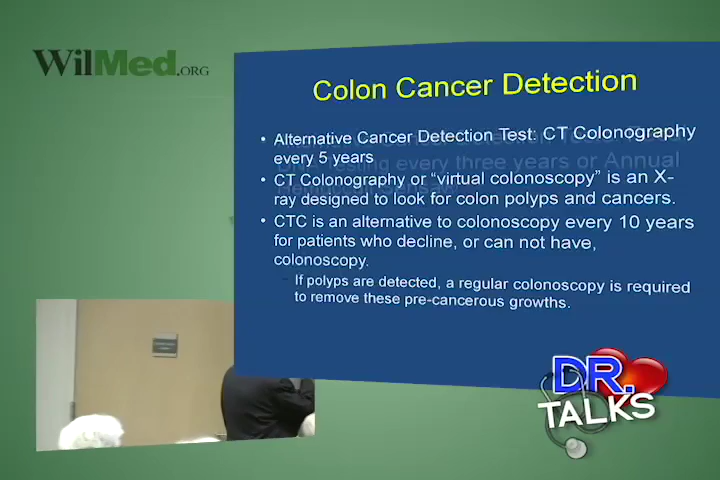 WilMed.ORG
Colon Cancer Detection
• Alternative Cancer Detection Test: CT Colonography
every 5 years
• CT Colonography or “virtual colonoscopy” is an X-
ray designed to look for colon polyps and cancers.
• CTC is an alternative to colonoscopy every 10 years
for patients who decline, or can not have,
colonoscopy.
– If polyps are detected, a regular colonoscopy is required
to remove these pre-cancerous growths.
DR.
TALKS